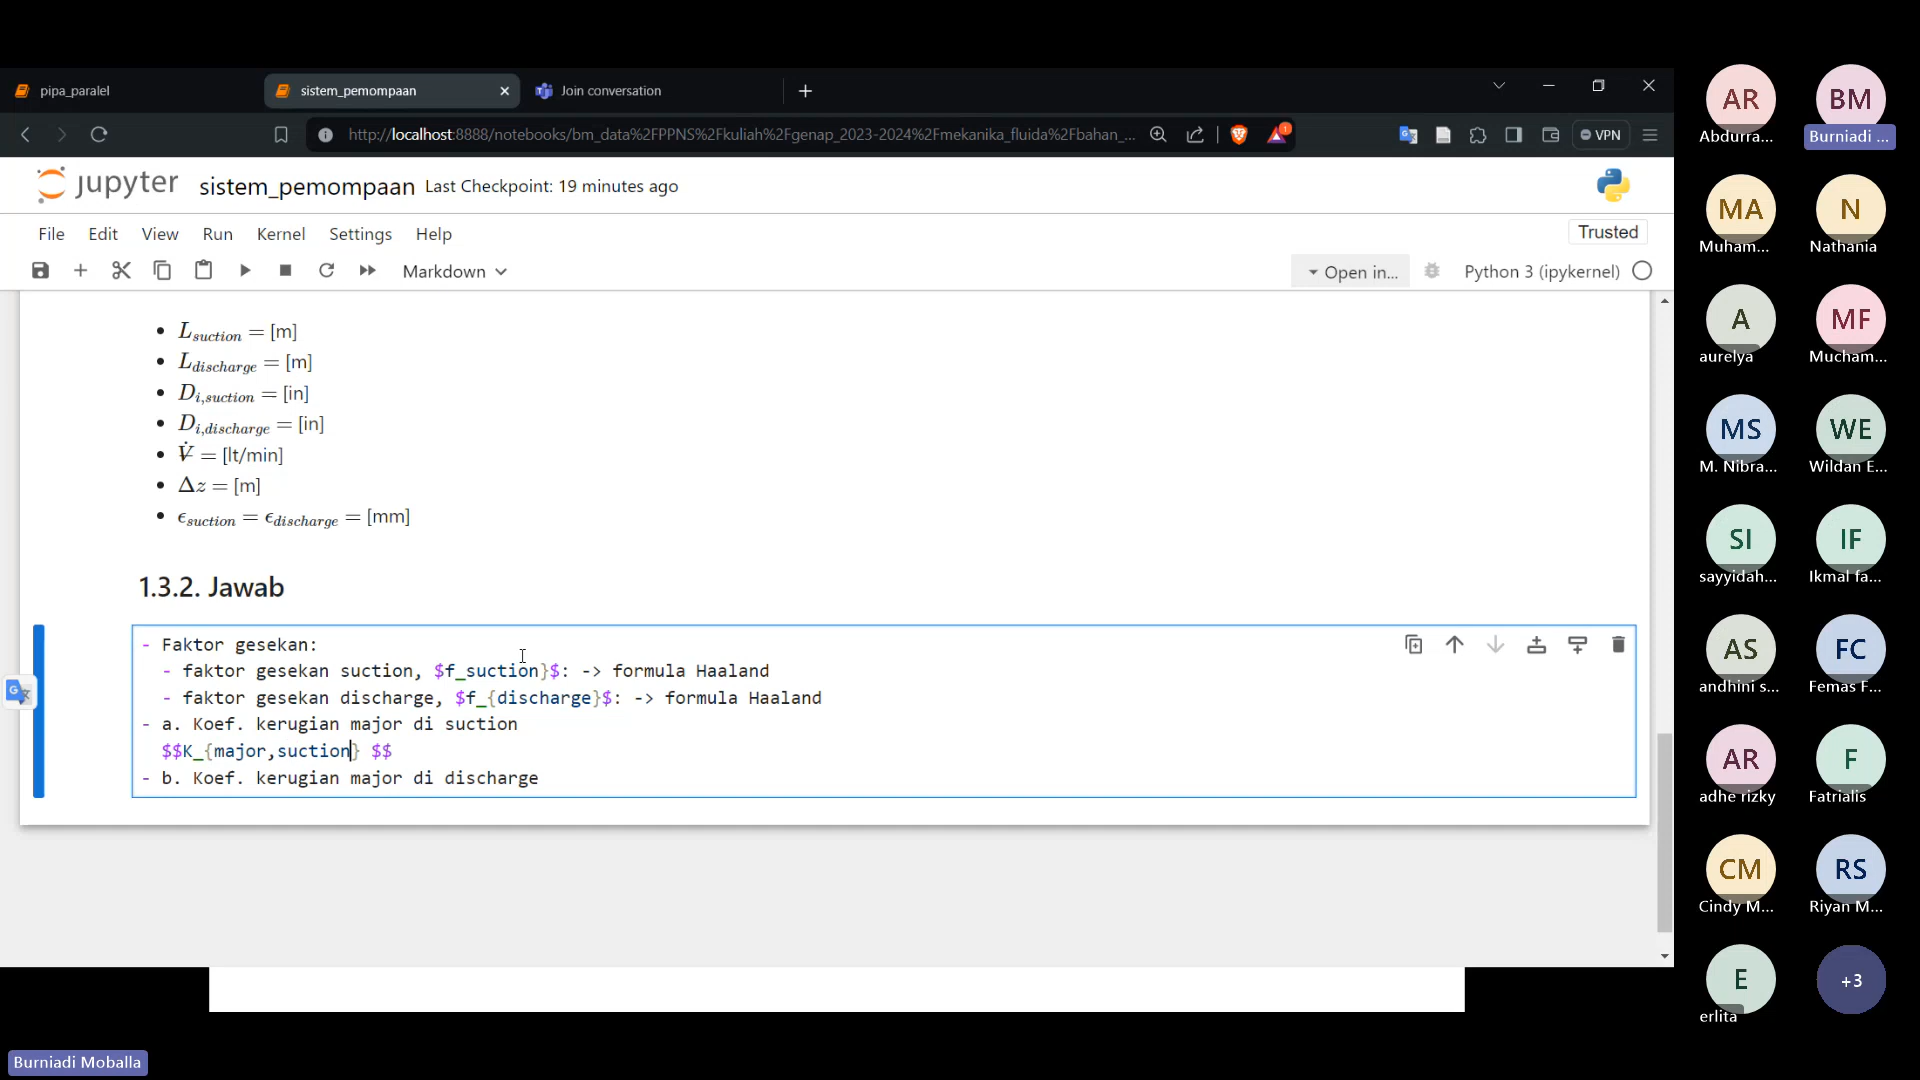 pipa_paralel
sistem_pemompaan
Join conversation
http://localhost:8888/notebooks/bm_data%2FPPNS%2Fkuliah%2Fgenap_2023-2024%2Fmekanika_fluida%2Fbahan_...
VPN
jupyter sistem_pemompaan Last Checkpoint: 19 minutes ago
File Edit View Run Kernel Settings Help
Trusted
Markdown
Open in...
Python 3 (ipykernel)
• L_suction = [m]
• L_discharge = [m]
• D_i,suction = [in]
• D_i,discharge = [in]
• V̇ = [lt/min]
• Δz = [m]
• ϵ_suction = ϵ_discharge = [mm]
1.3.2. Jawab
- Faktor gesekan:
- faktor gesekan suction, $f_suction}$: -> formula Haaland
- faktor gesekan discharge, $f_{discharge}$: -> formula Haaland
- a. Koef. kerugian major di suction
$$K_{major,suction} $$
- b. Koef. kerugian major di discharge
AR BM
Abdurra... Burniadi ...
MA N
Muham... Nathania
A MF
aurelya Mucham...
MS WE
M. Nibra... Wildan E...
SI IF
sayyidah... Ikmal fa...
AS FC
andhini s... Femas F...
AR F
adhe rizky Fatrialis
CM RS
Cindy M... Riyan M...
E +3
erlita
Burniadi Moballa